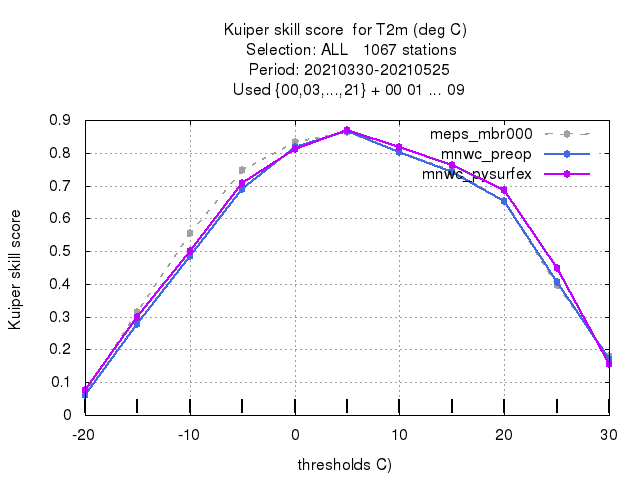 Kuiper skill score  for T2m (deg C)
Selection: ALL   1067 stations
Period: 20210330-20210525
Used {00,03,...,21} + 00 01 ... 09
meps_mbr000
mnwc_preop
mnwc_pysurfex
Kuiper skill score
0.9
0.8
0.7
0.6
0.5
0.4
0.3
0.2
0.1
0
-20
-10
0
10
20
30
thresholds C)